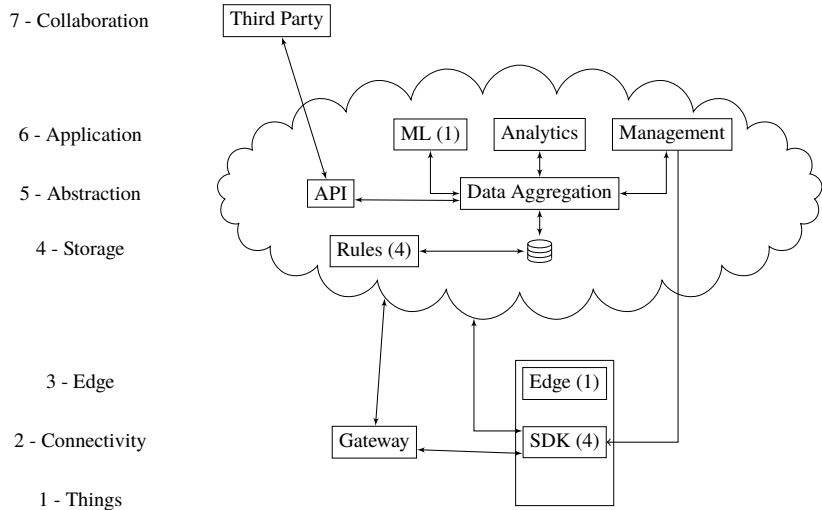 7 - Collaboration
Third Party
6 - Application
ML (1)
Analytics
Management
5 - Abstraction
API
Data Aggregation
4 - Storage
Rules (4)
3 - Edge
Edge (1)
2 - Connectivity
Gateway
SDK (4)
1 - Things